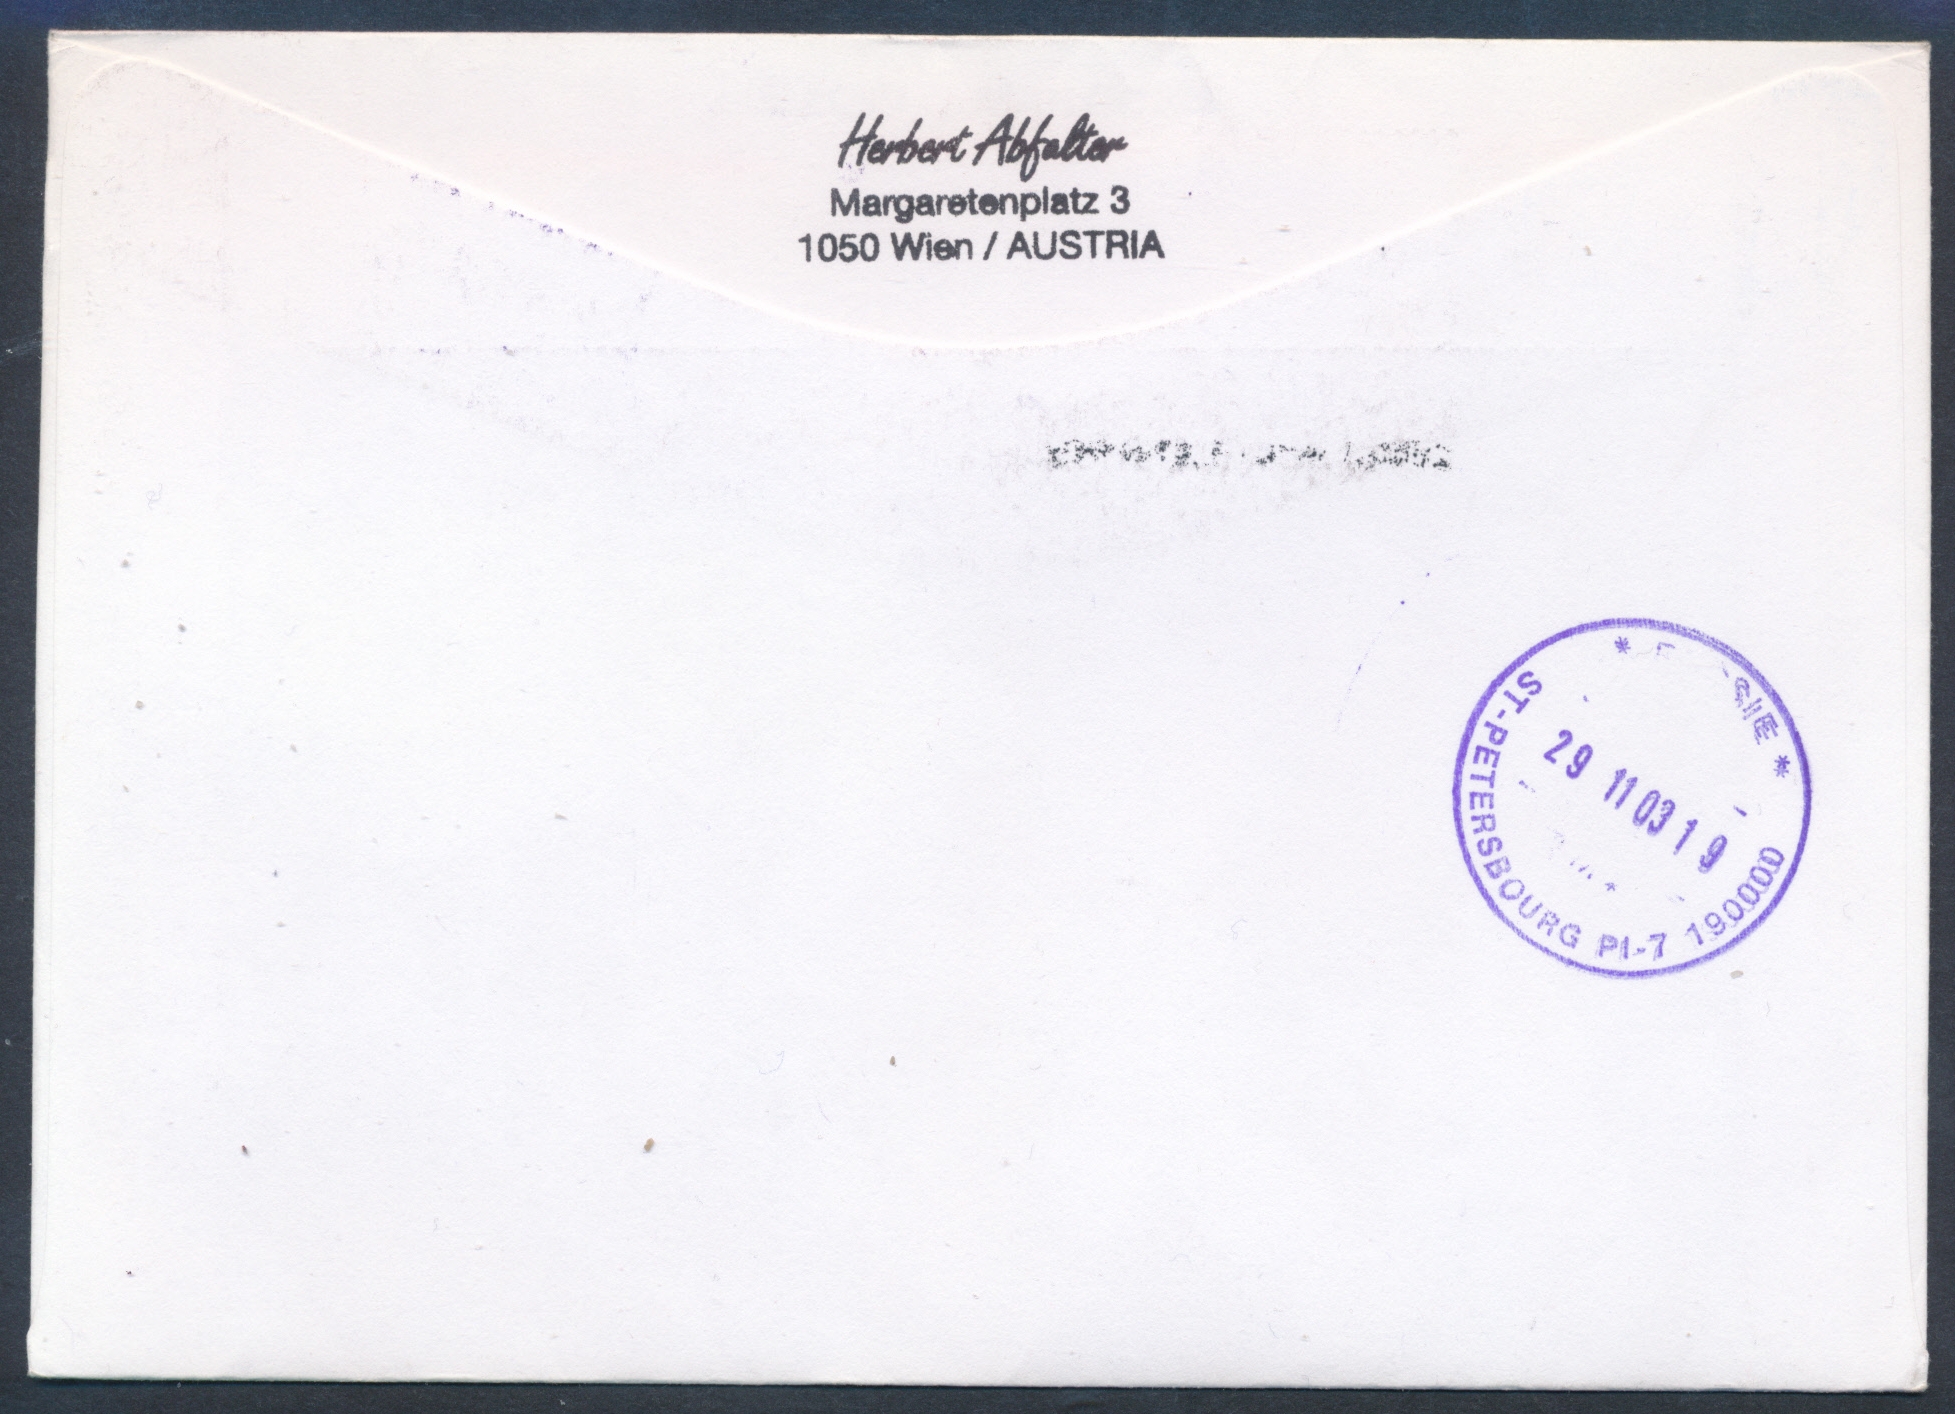 Herbert Abfalter
Margaretenplatz 3
1050 Wien / AUSTRIA
29 11 03 19
ST-PETERSBOURG PI-7 190000